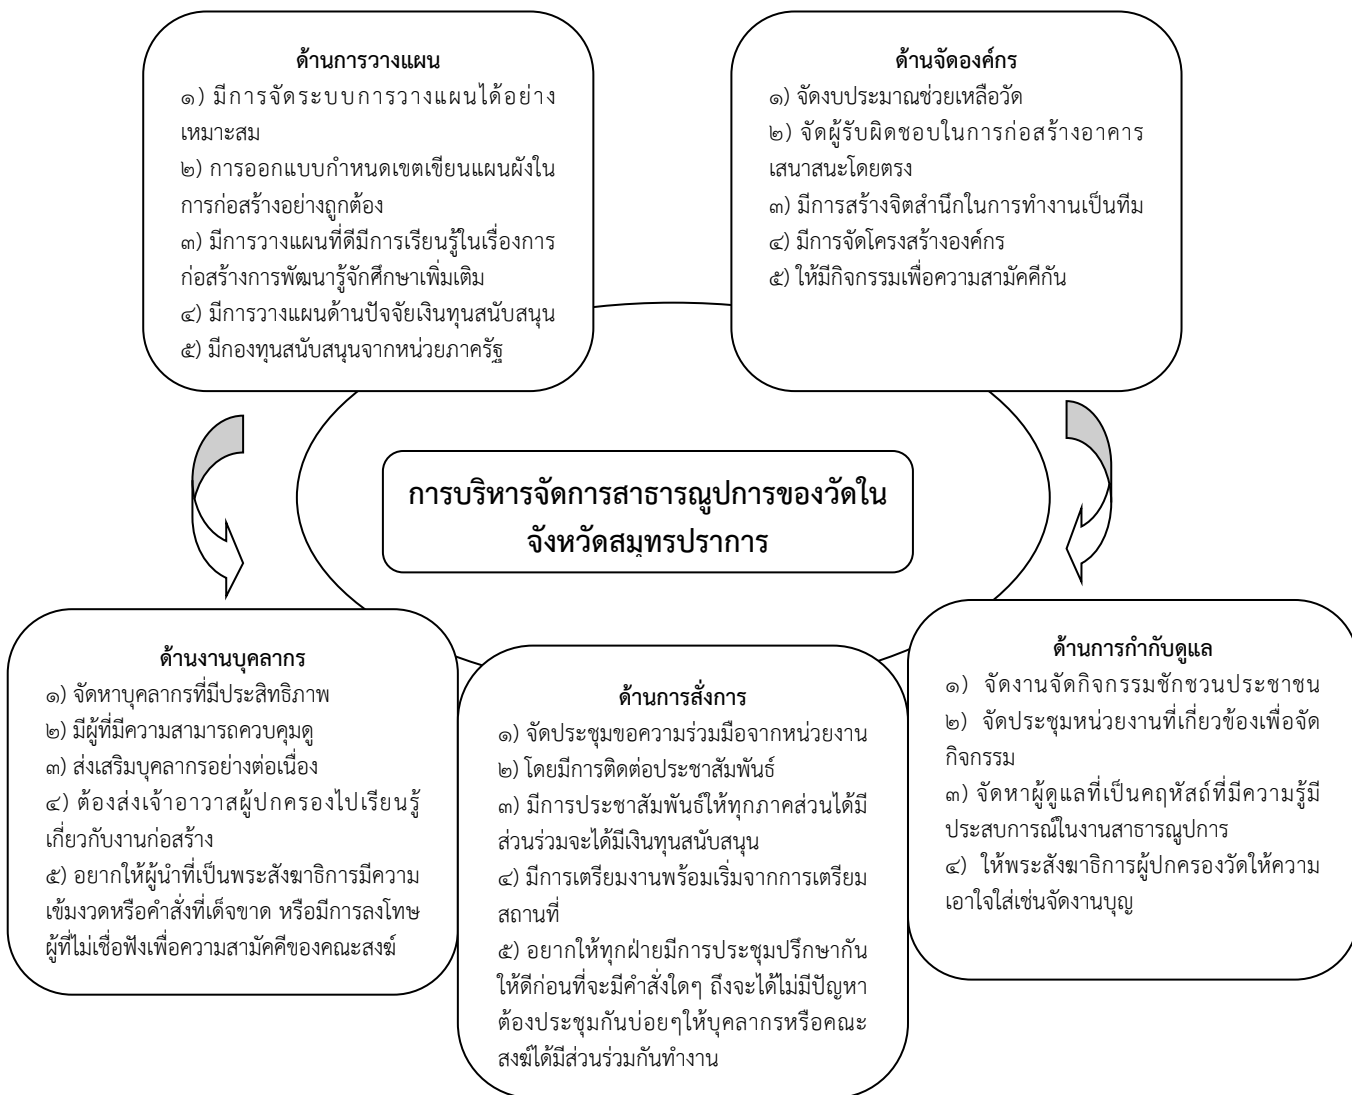 ด้านการวางแผน
๑) มีการจัดระบบการวางแผนได้อย่าง
เหมาะสม
๒) การออกแบบกำหนดเขตเขียนแผนผังใน
การก่อสร้างอย่างถูกต้อง
๓) มีการวางแผนที่ดีมีการเรียนรู้ในเรื่องการ
ก่อสร้างการพัฒนารู้จักศึกษาเพิ่มเติม
๔) มีการวางแผนด้านปัจจัยเงินทุนสนับสนุน
๕) มีกองทุนสนับสนุนจากหน่วยภาครัฐ
ด้านจัดองค์กร
๑) จัดงบประมาณช่วยเหลือวัด
๒) จัดผู้รับผิดชอบในการก่อสร้างอาคาร
เสนาสนะโดยตรง
๓) มีการสร้างจิตสำนึกในการทำงานเป็นทีม
๔) มีการจัดโครงสร้างองค์กร
๕) ให้มีกิจกรรมเพื่อความสามัคคีกัน
การบริหารจัดการสาธารณูปการของวัดใน
จังหวัดสมุทรปราการ
ด้านงานบุคลากร
๑) จัดหาบุคลากรที่มีประสิทธิภาพ
๒) มีผู้ที่มีความสามารถควบคุมดู
๓) ส่งเสริมบุคลากรอย่างต่อเนื่อง
๔) ต้องส่งเจ้าอาวาสผู้ปกครองไปเรียนรู้
เกี่ยวกับงานก่อสร้าง
๕) อยากให้ผู้นำที่เป็นพระสังฆาธิการมีความ
เข้มงวดหรือคำสั่งที่เด็จขาด หรือมีการลงโทษ
ผู้ที่ไม่เชื่อฟังเพื่อความสามัคคีของคณะสงฆ์
ด้านการสั่งการ
๑) จัดประชุมขอความร่วมมือจากหน่วยงาน
๒) โดยมีการติดต่อประชาสัมพันธ์
๓) มีการประชาสัมพันธ์ให้ทุกภาคส่วนได้มี
ส่วนร่วมจะได้มีเงินทุนสนับสนุน
๔) มีการเตรียมงานพร้อมเริ่มจากการเตรียม
สถานที่
๕) อยากให้ทุกฝ่ายมีการประชุมปรึกษากัน
ให้ดีก่อนที่จะมีคำสั่งใดๆ ถึงจะได้ไม่มีปัญหา
ต้องประชุมกันบ่อยๆให้บุคลากรหรือคณะ
สงฆ์ได้มีส่วนร่วมกันทำงาน
ด้านการกำกับดูแล
๑) จัดงานจัดกิจกรรมชักชวนประชาชน
๒) จัดประชุมหน่วยงานที่เกี่ยวข้องเพื่อจัด
กิจกรรม
๓) จัดหาผู้ดูแลที่เป็นคฤหัสถ์ที่มีความรู้มี
ประสบการณ์ในงานสาธารณูปการ
๔) ให้พระสังฆาธิการผู้ปกครองวัดให้ความ
เอาใจใส่เช่นจัดงานบุญ